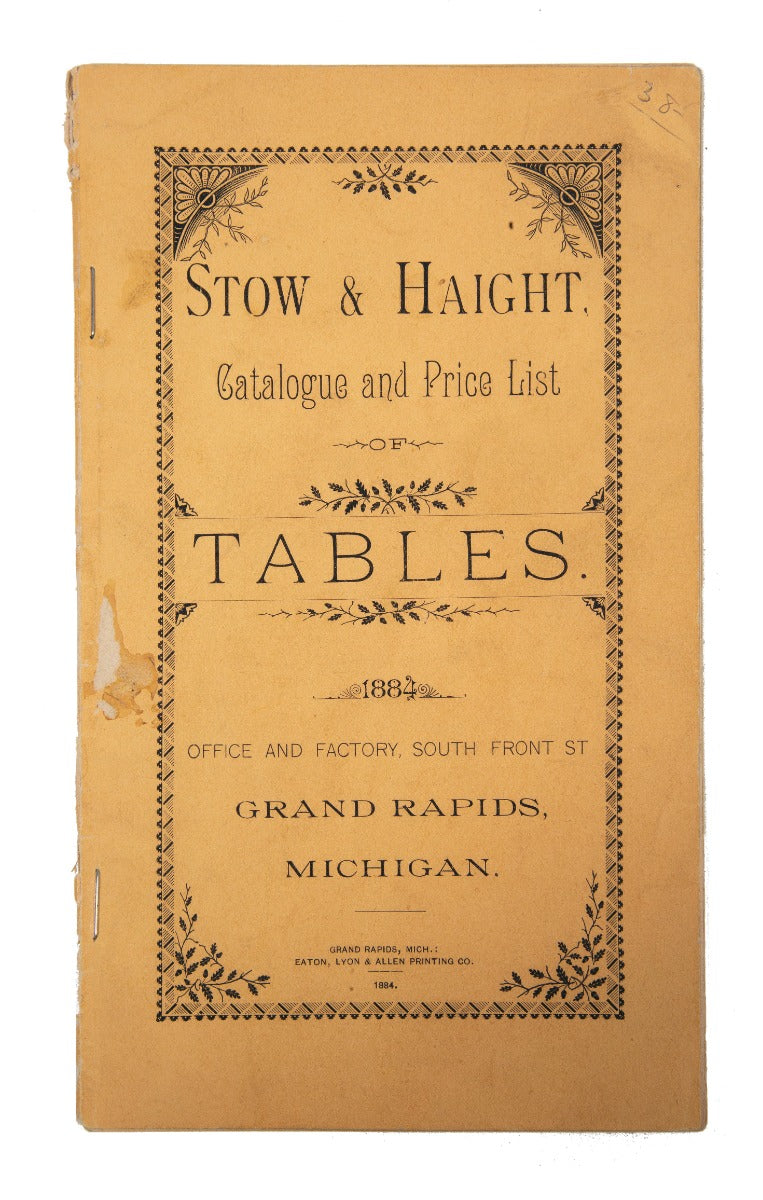 38-
STOW & HAIGHT.
Catalogue and Price List
OF
TABLES.
1884
OFFICE AND FACTORY, SOUTH FRONT ST
GRAND RAPIDS,
MICHIGAN.
GRAND RAPIDS, MICH.:
EATON, LYON & ALLEN PRINTING CO.
1884.